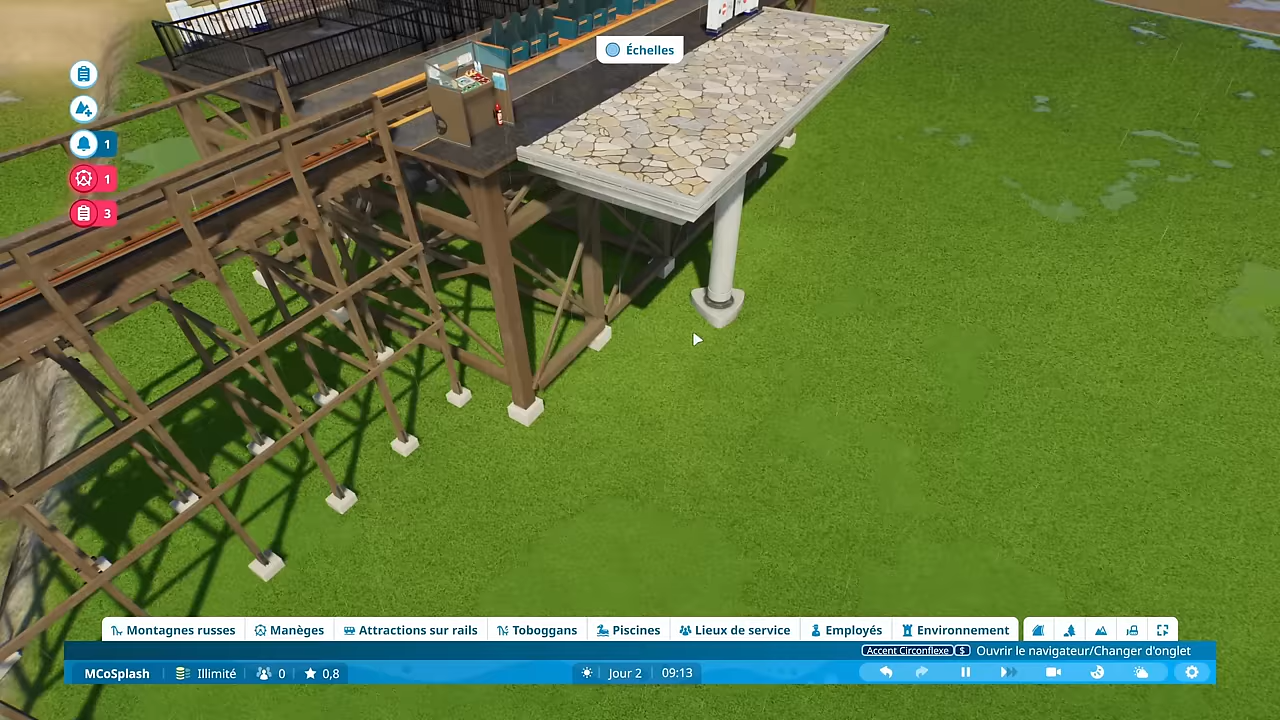 Échelles
1
1
3
Montagnes russes
Manèges
Attractions sur rails
Toboggans
Piscines
Lieux de service
Employés
Environnement
Accent Circonflexe $ Ouvrir le navigateur/Changer d'onglet
MCoSplash
Illimité
0
0,8
Jour 2
09:13